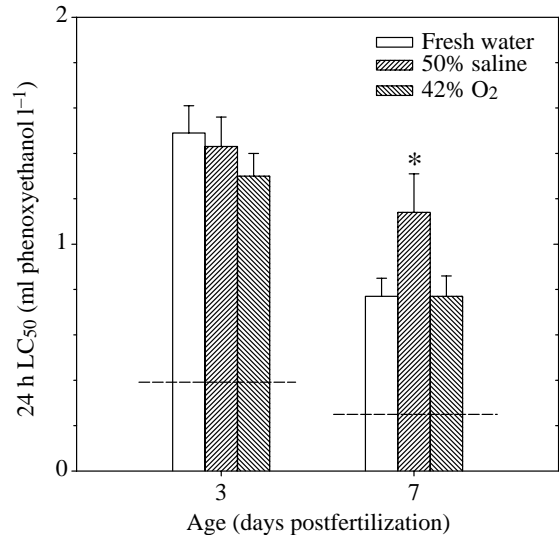 2
Fresh water
50% saline
42% O₂
*
1
0
24 h LC₅₀ (ml phenoxyethanol l⁻¹)
3
7
Age (days postfertilization)